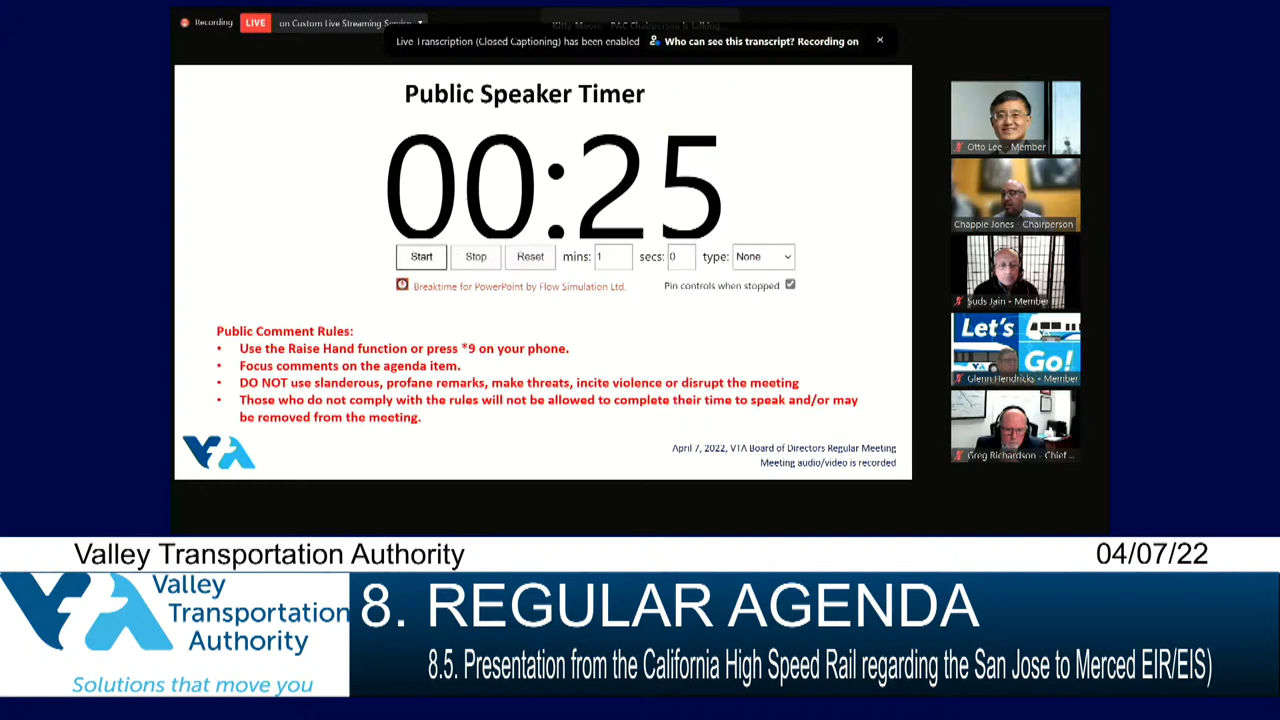 Recording
LIVE
on Custom Live Streaming Service
Kitty Moore - PAC Chairperson is talking...
Live Transcription (Closed Captioning) has been enabled
Who can see this transcript? Recording on
Public Speaker Timer
00:25
Start
Stop
Reset
mins: 1
secs: 0
type: None
Breaktime for PowerPoint by Flow Simulation Ltd.
Pin controls when stopped
Public Comment Rules:
• Use the Raise Hand function or press *9 on your phone.
• Focus comments on the agenda item.
• DO NOT use slanderous, profane remarks, make threats, incite violence or disrupt the meeting
• Those who do not comply with the rules will not be allowed to complete their time to speak and/or may
be removed from the meeting.
VTA
April 7, 2022, VTA Board of Directors Regular Meeting
Meeting audio/video is recorded
Otto Lee - Member
Chappie Jones - Chairperson
Suds Jain - Member
Let's
Go!
Glenn Hendricks - Member
Greg Richardson - Chief ...
Valley Transportation Authority
04/07/22
VTA
Valley
Transportation
Authority
Solutions that move you
8. REGULAR AGENDA
8.5. Presentation from the California High Speed Rail regarding the San Jose to Merced EIR/EIS)